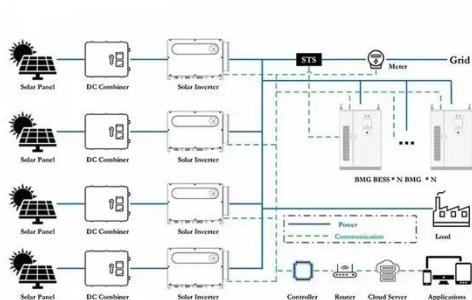 STS
Meter
Grid
Solar Panel DC Combiner Solar Inverter
Solar Panel DC Combiner Solar Inverter
BMG BESS * N BMG * N
Solar Panel DC Combiner Solar Inverter
Power
Communication
Load
Solar Panel DC Combiner Solar Inverter
Controller Router Cloud Server Application